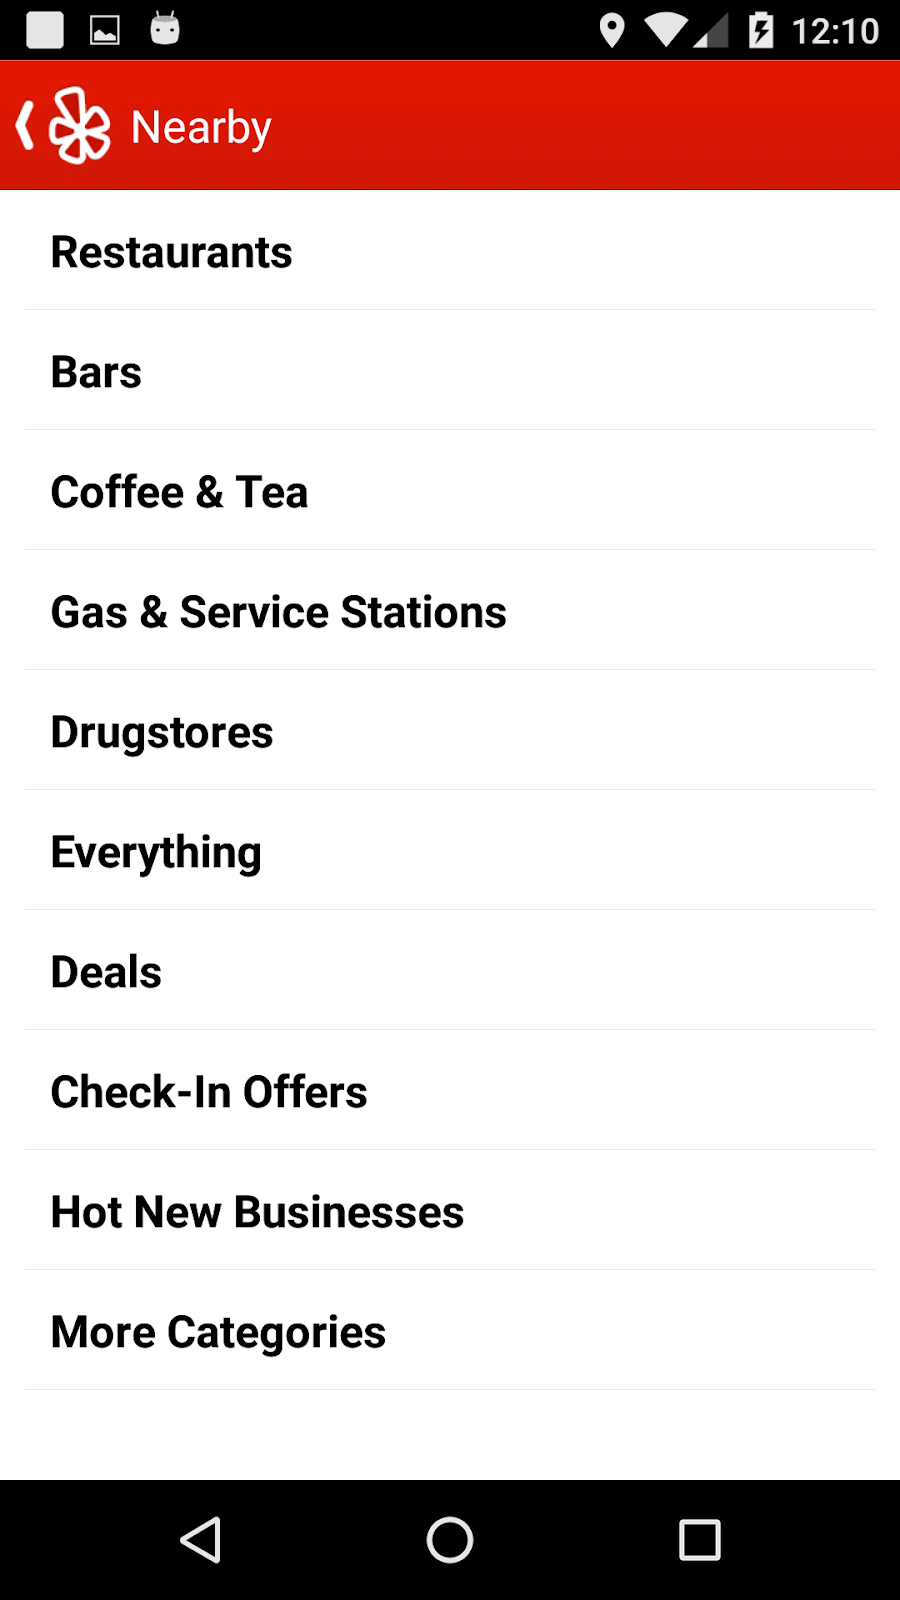 12:10
Nearby
Restaurants
Bars
Coffee & Tea
Gas & Service Stations
Drugstores
Everything
Deals
Check-In Offers
Hot New Businesses
More Categories